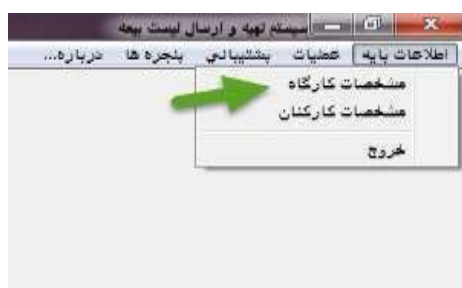 سیستم تهیه و ارسال لیست بیمه
اطلاعات پایه عملیات پشتیبانی پنجره ها درباره...
مشخصات کارگاه
مشخصات کارکنان
خروج